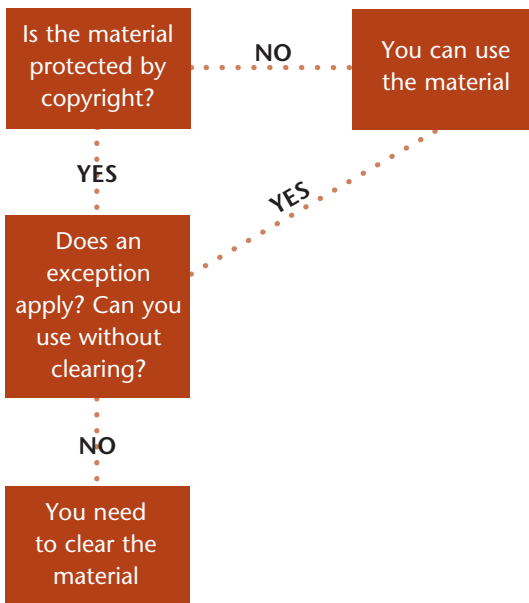 Is the material
protected by
copyright?
NO
You can use
the material
YES
YES
Does an
exception
apply? Can you
use without
clearing?
NO
You need
to clear the
material